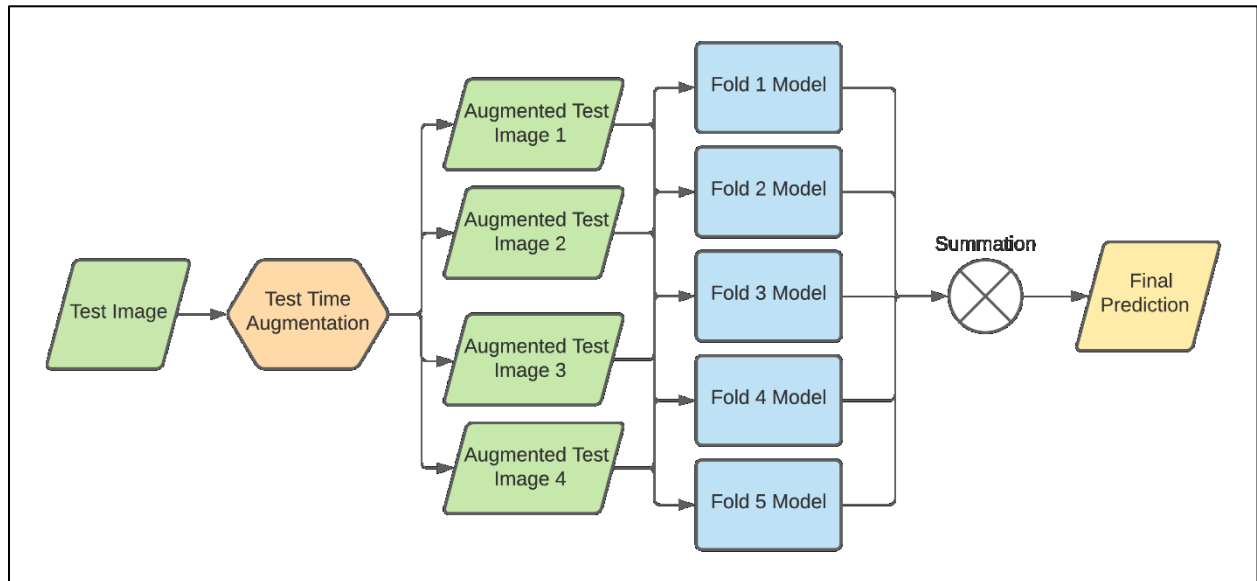 Test Image
Test Time
Augmentation
Augmented Test
Image 1
Augmented Test
Image 2
Augmented Test
Image 3
Augmented Test
Image 4
Fold 1 Model
Fold 2 Model
Fold 3 Model
Fold 4 Model
Fold 5 Model
Summation
Final
Prediction